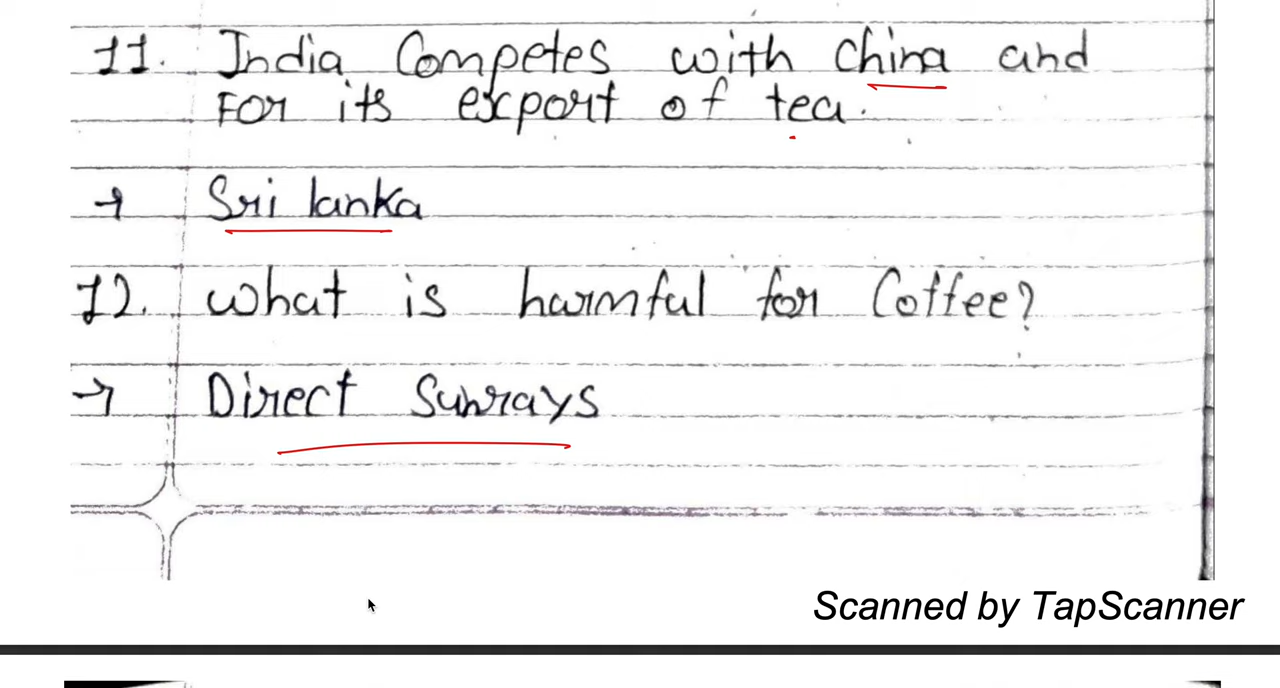 11. India Competes with China and
For its export of tea.
→ Sri lanka
12. what is harmful for Coffee?
→ Direct Sunrays
Scanned by TapScanner